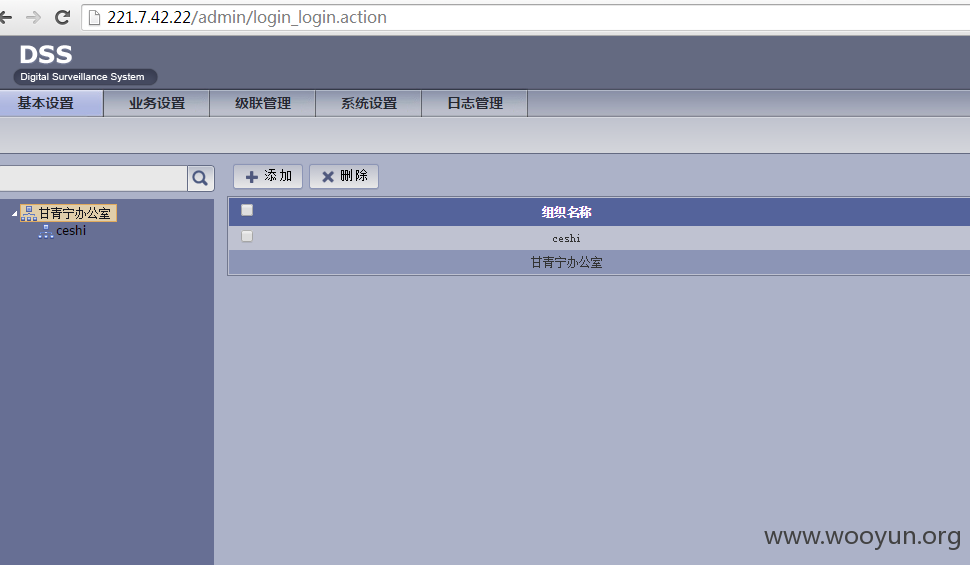 221.7.42.22/admin/login_login.action
DSS
Digital Surveillance System
基本设置 业务设置 级联管理 系统设置 日志管理
添加 删除
甘青宁办公室
ceshi
组织名称
ceshi
甘青宁办公室
www.wooyun.org